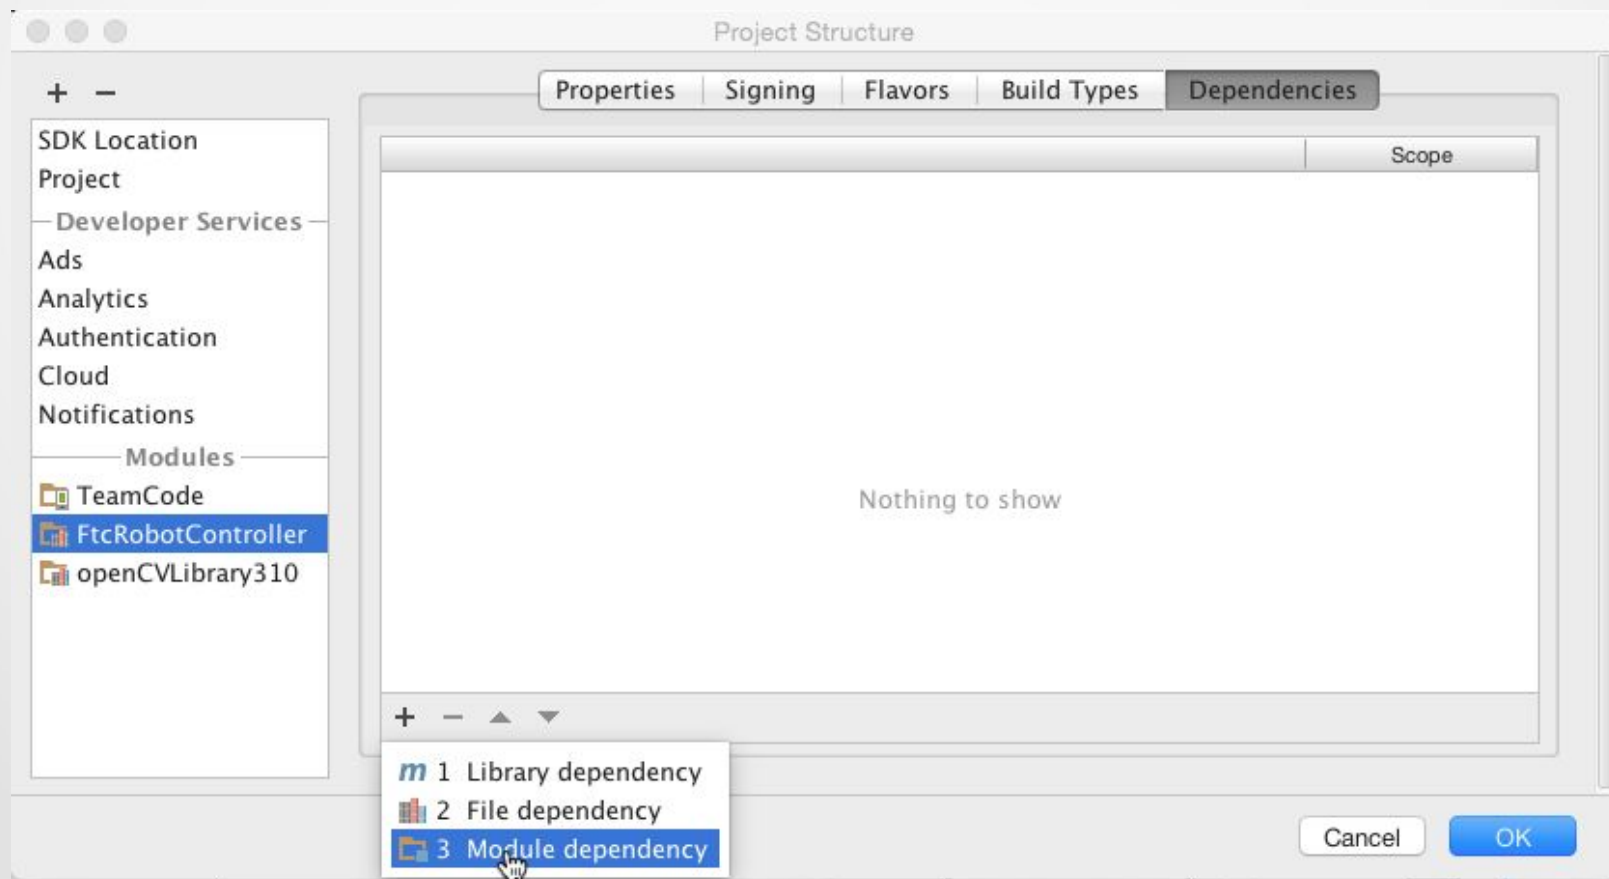 Project Structure
Properties Signing Flavors Build Types Dependencies
SDK Location
Project
Developer Services
Ads
Analytics
Authentication
Cloud
Notifications
Modules
TeamCode
FtcRobotController
openCVLibrary310
Scope
Nothing to show
m 1 Library dependency
2 File dependency
3 Module dependency
Cancel OK